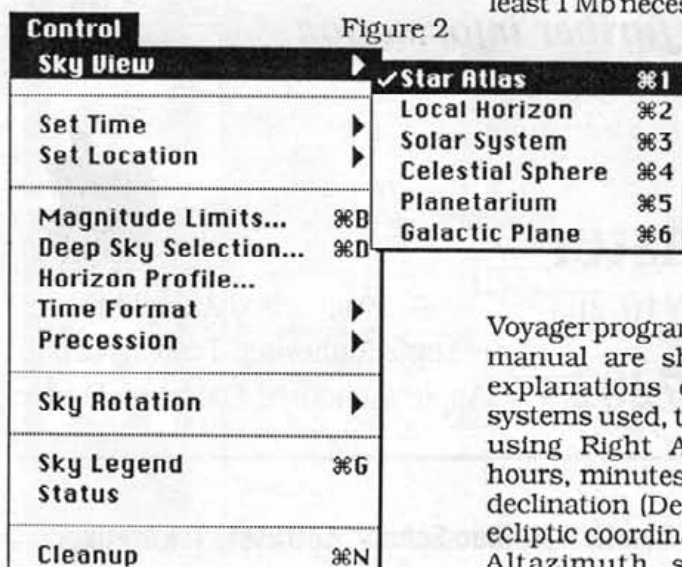 least 1 Mb neces
Figure 2
Control
Sky View
Set Time
Set Location
Magnitude Limits... ⌘B
Deep Sky Selection... ⌘D
Horizon Profile...
Time Format
Precession
Sky Rotation
Sky Legend ⌘G
Status
Cleanup ⌘N
✓Star Atlas ⌘1
Local Horizon ⌘2
Solar System ⌘3
Celestial Sphere ⌘4
Planetarium ⌘5
Galactic Plane ⌘6
Voyager program
manual are sh
explanations
systems used, t
using Right A
hours, minutes
declination (De
ecliptic coordina
Altazimuth s